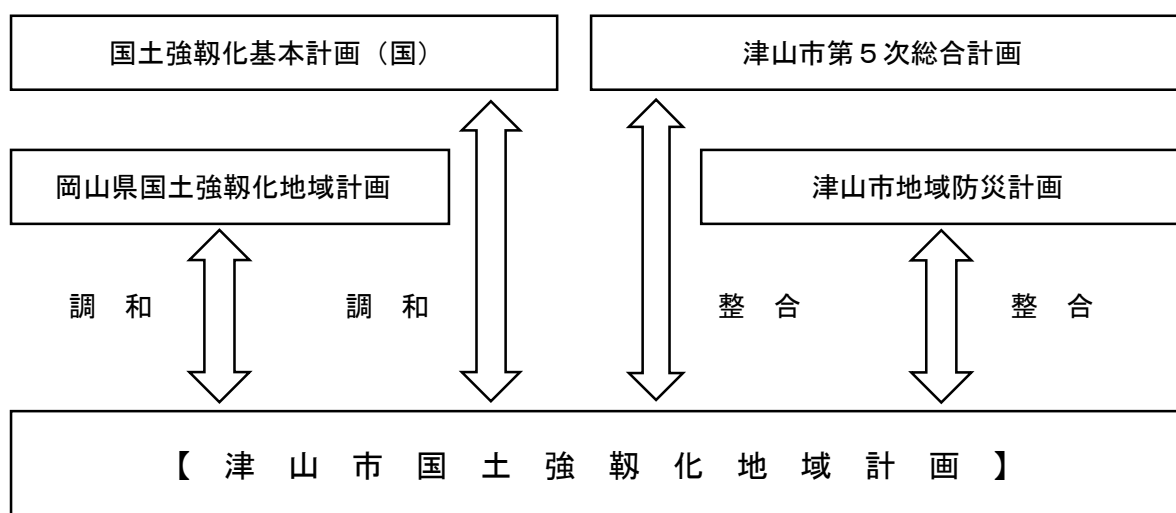 国土強靱化基本計画（国）
津山市第５次総合計画
岡山県国土強靱化地域計画
津山市地域防災計画
調　和
調　和
整　合
整　合
【　津　山　市　国　土　強　靱　化　地　域　計　画　】